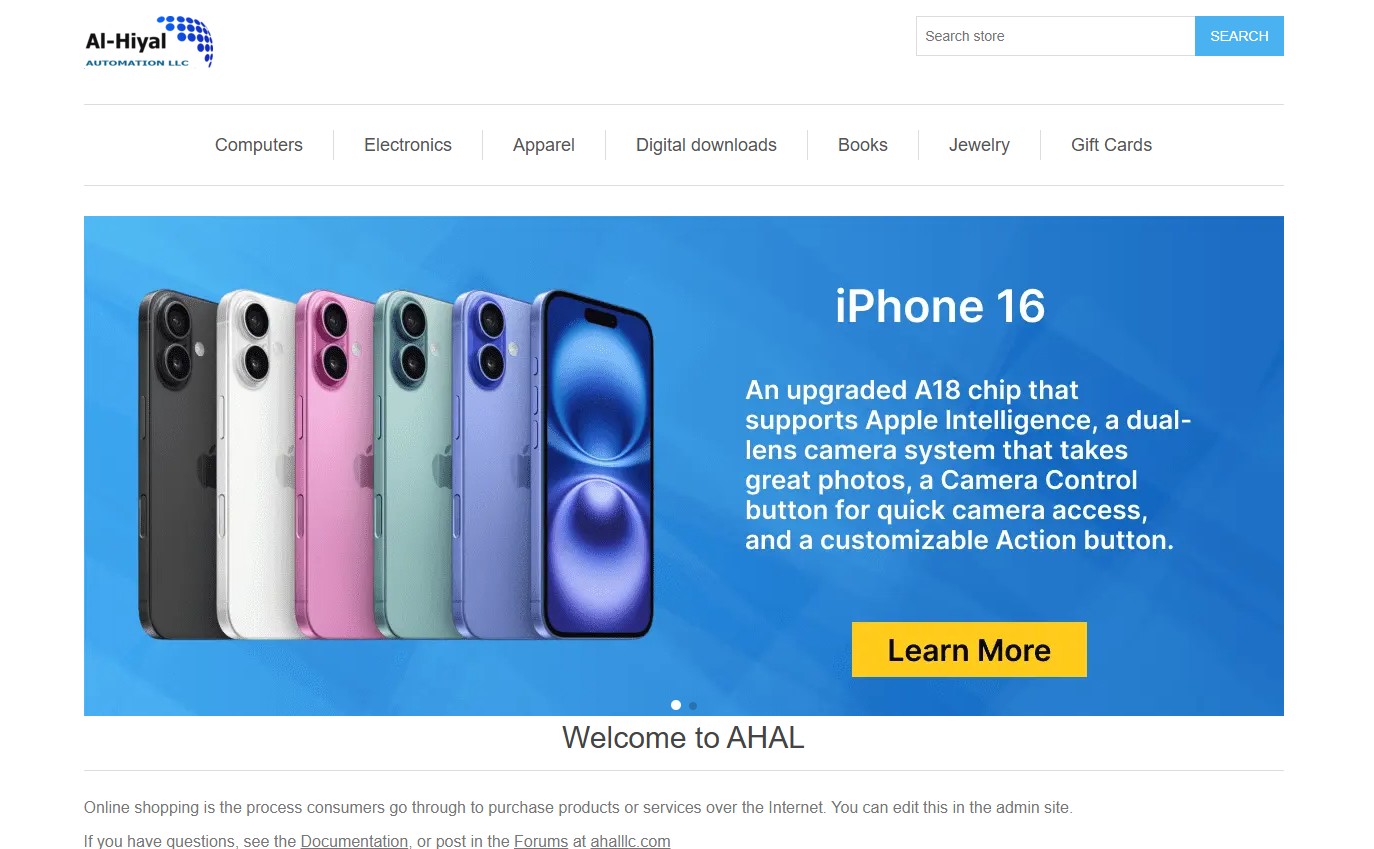 Al-Hiyal
AUTOMATION LLC
Search store
SEARCH
Computers
Electronics
Apparel
Digital downloads
Books
Jewelry
Gift Cards
iPhone 16
An upgraded A18 chip that
supports Apple Intelligence, a dual-
lens camera system that takes
great photos, a Camera Control
button for quick camera access,
and a customizable Action button.
Learn More
Welcome to AHAL
Online shopping is the process consumers go through to purchase products or services over the Internet. You can edit this in the admin site.
If you have questions, see the Documentation, or post in the Forums at ahalllc.com